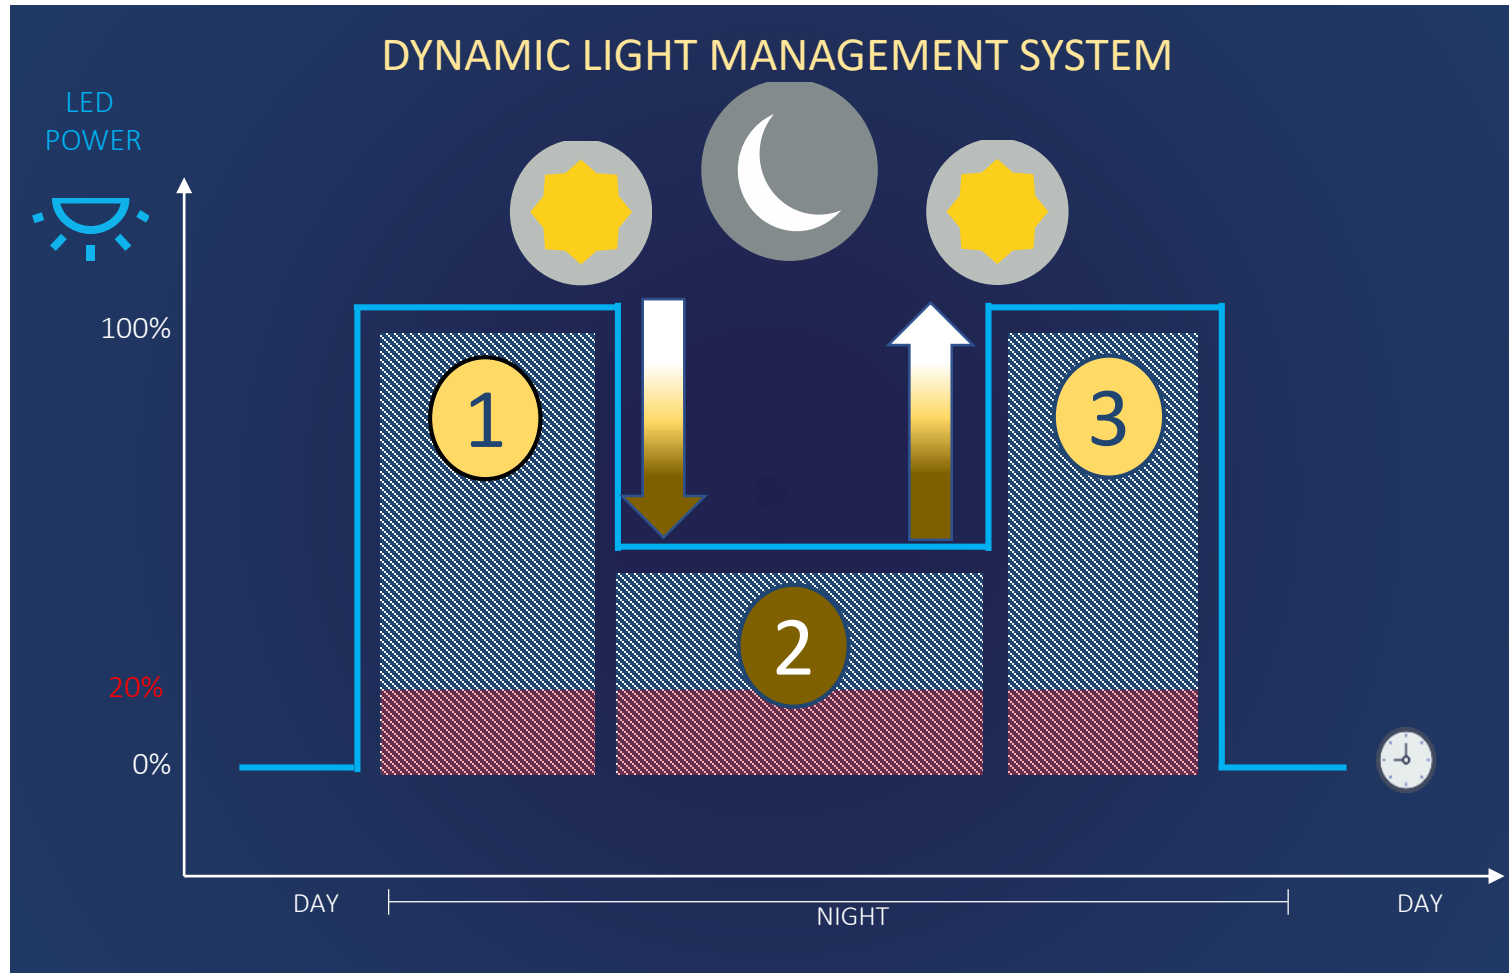 DYNAMIC LIGHT MANAGEMENT SYSTEM
LED
POWER
100%
1
3
2
20%
0%
DAY
NIGHT
DAY